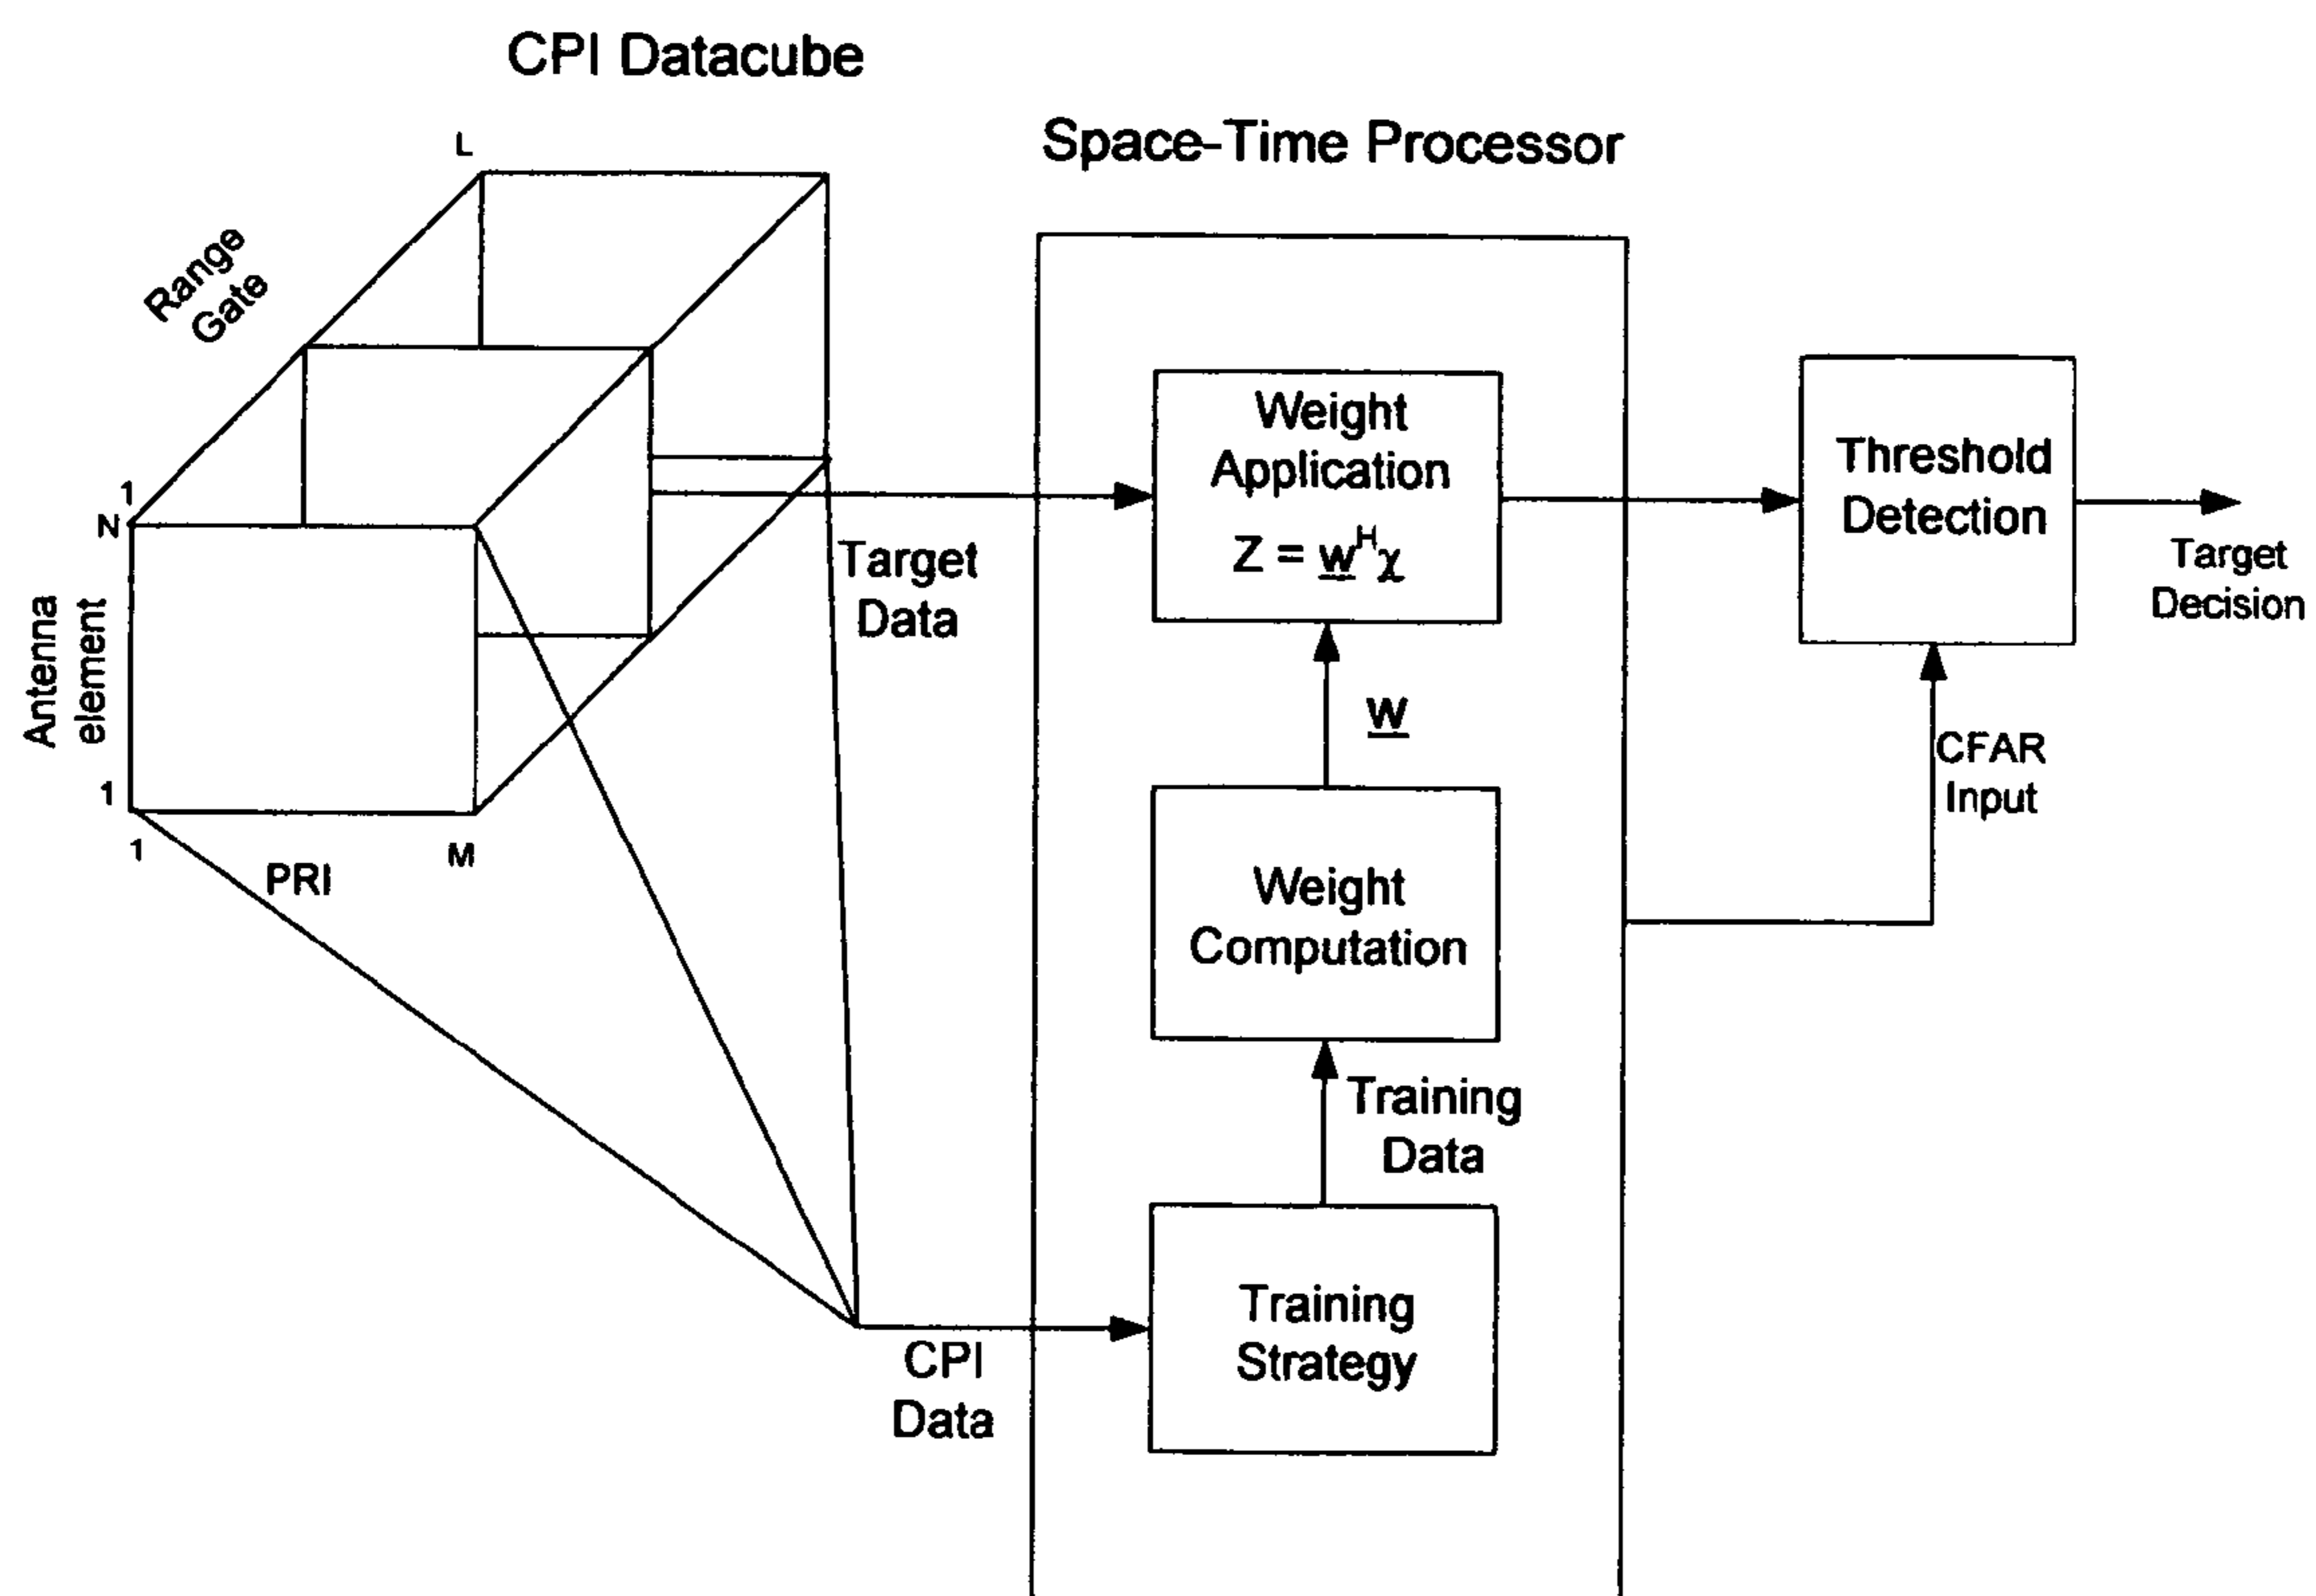 CPI Datacube
Space-Time Processor
L
Range
Gate
1
N
Antenna
element
1
1
M
PRI
Target
Data
Weight
Application
Z = w^Hχ
w
Weight
Computation
Training
Data
Training
Strategy
CPI
Data
Threshold
Detection
Target
Decision
CFAR
Input